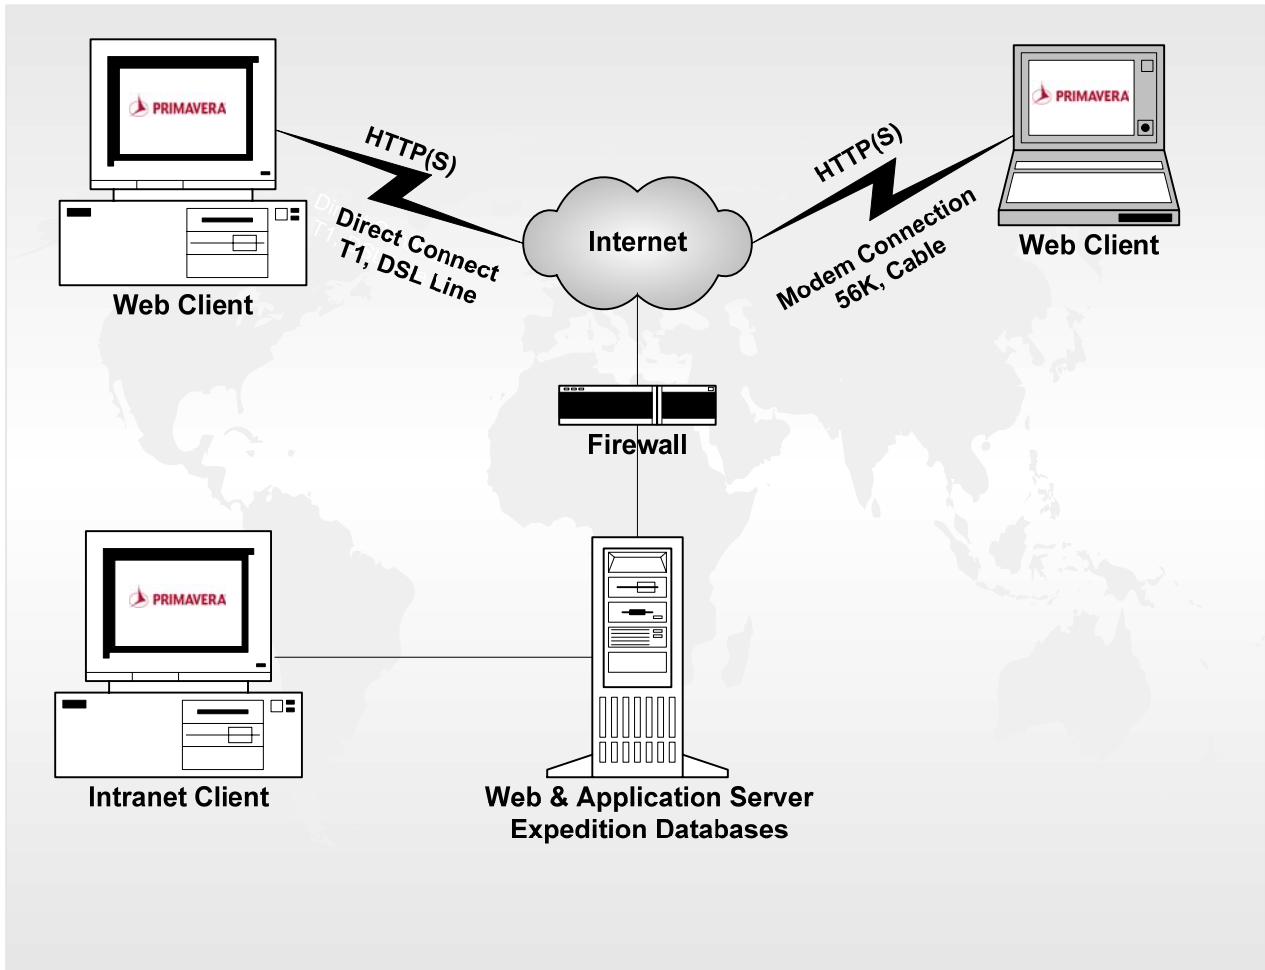 PRIMAVERA
PRIMAVERA
HTTP(S)
HTTP(S)
Direct Connect
T1, DSL Line
Internet
Modem Connection
56K, Cable
Web Client
Web Client
Firewall
PRIMAVERA
Intranet Client
Web & Application Server
Expedition Databases